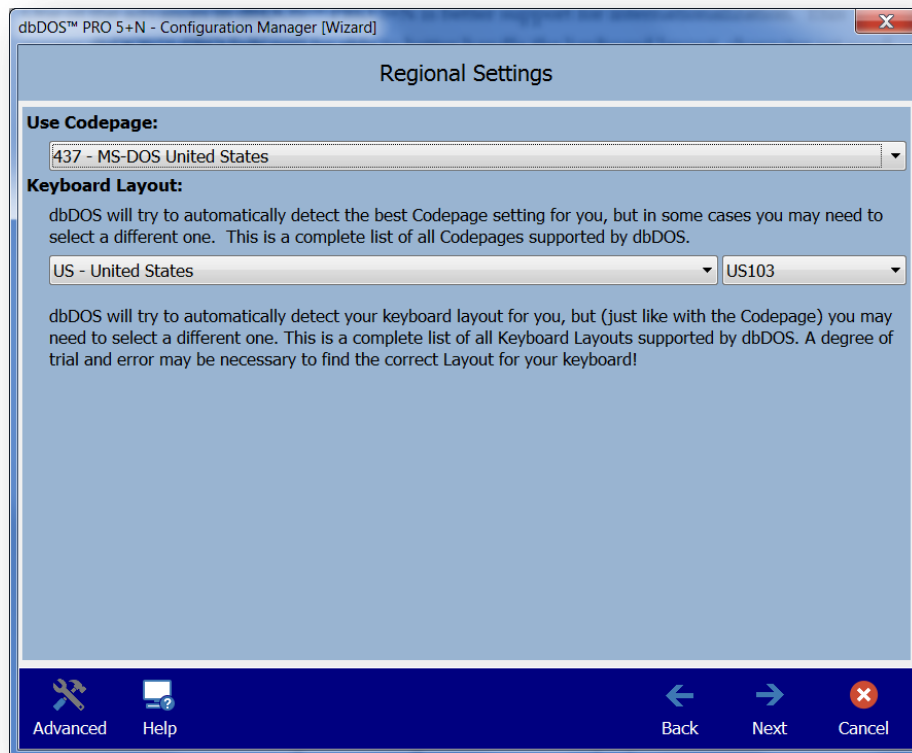 dbDOS™ PRO 5+N - Configuration Manager [Wizard]
Regional Settings
Use Codepage:
437 - MS-DOS United States
Keyboard Layout:
dbDOS will try to automatically detect the best Codepage setting for you, but in some cases you may need to
select a different one. This is a complete list of all Codepages supported by dbDOS.
US - United States US103
dbDOS will try to automatically detect your keyboard layout for you, but (just like with the Codepage) you may
need to select a different one. This is a complete list of all Keyboard Layouts supported by dbDOS. A degree of
trial and error may be necessary to find the correct Layout for your keyboard!
Advanced Help Back Next Cancel